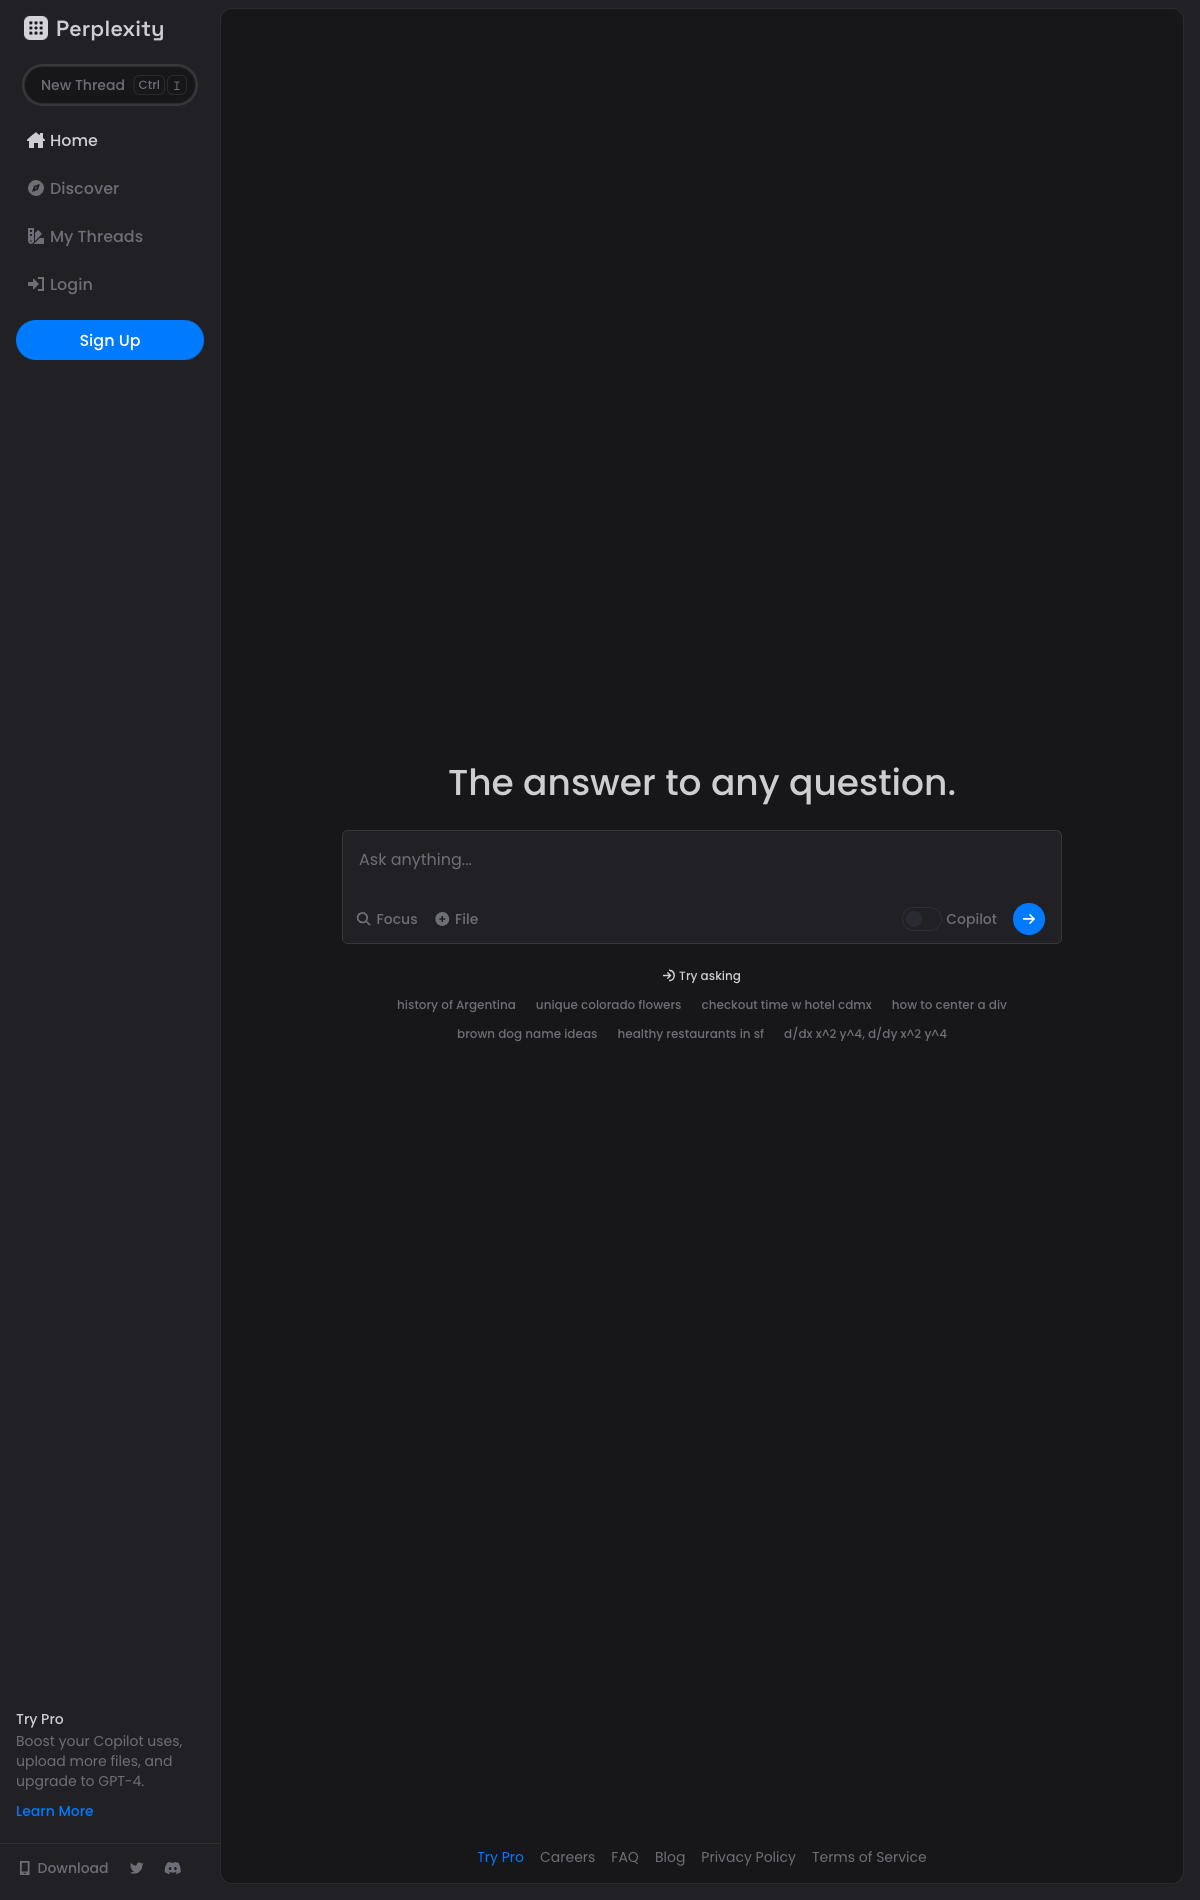 Perplexity
New Thread Ctrl I
Home
Discover
My Threads
Login
Sign Up
The answer to any question.
Ask anything...
Focus File Copilot
Try asking
history of Argentina unique colorado flowers checkout time w hotel cdmx how to center a div
brown dog name ideas healthy restaurants in sf d/dx x^2 y^4, d/dy x^2 y^4
Try Pro
Boost your Copilot uses,
upload more files, and
upgrade to GPT-4.
Learn More
Download
Try Pro Careers FAQ Blog Privacy Policy Terms of Service